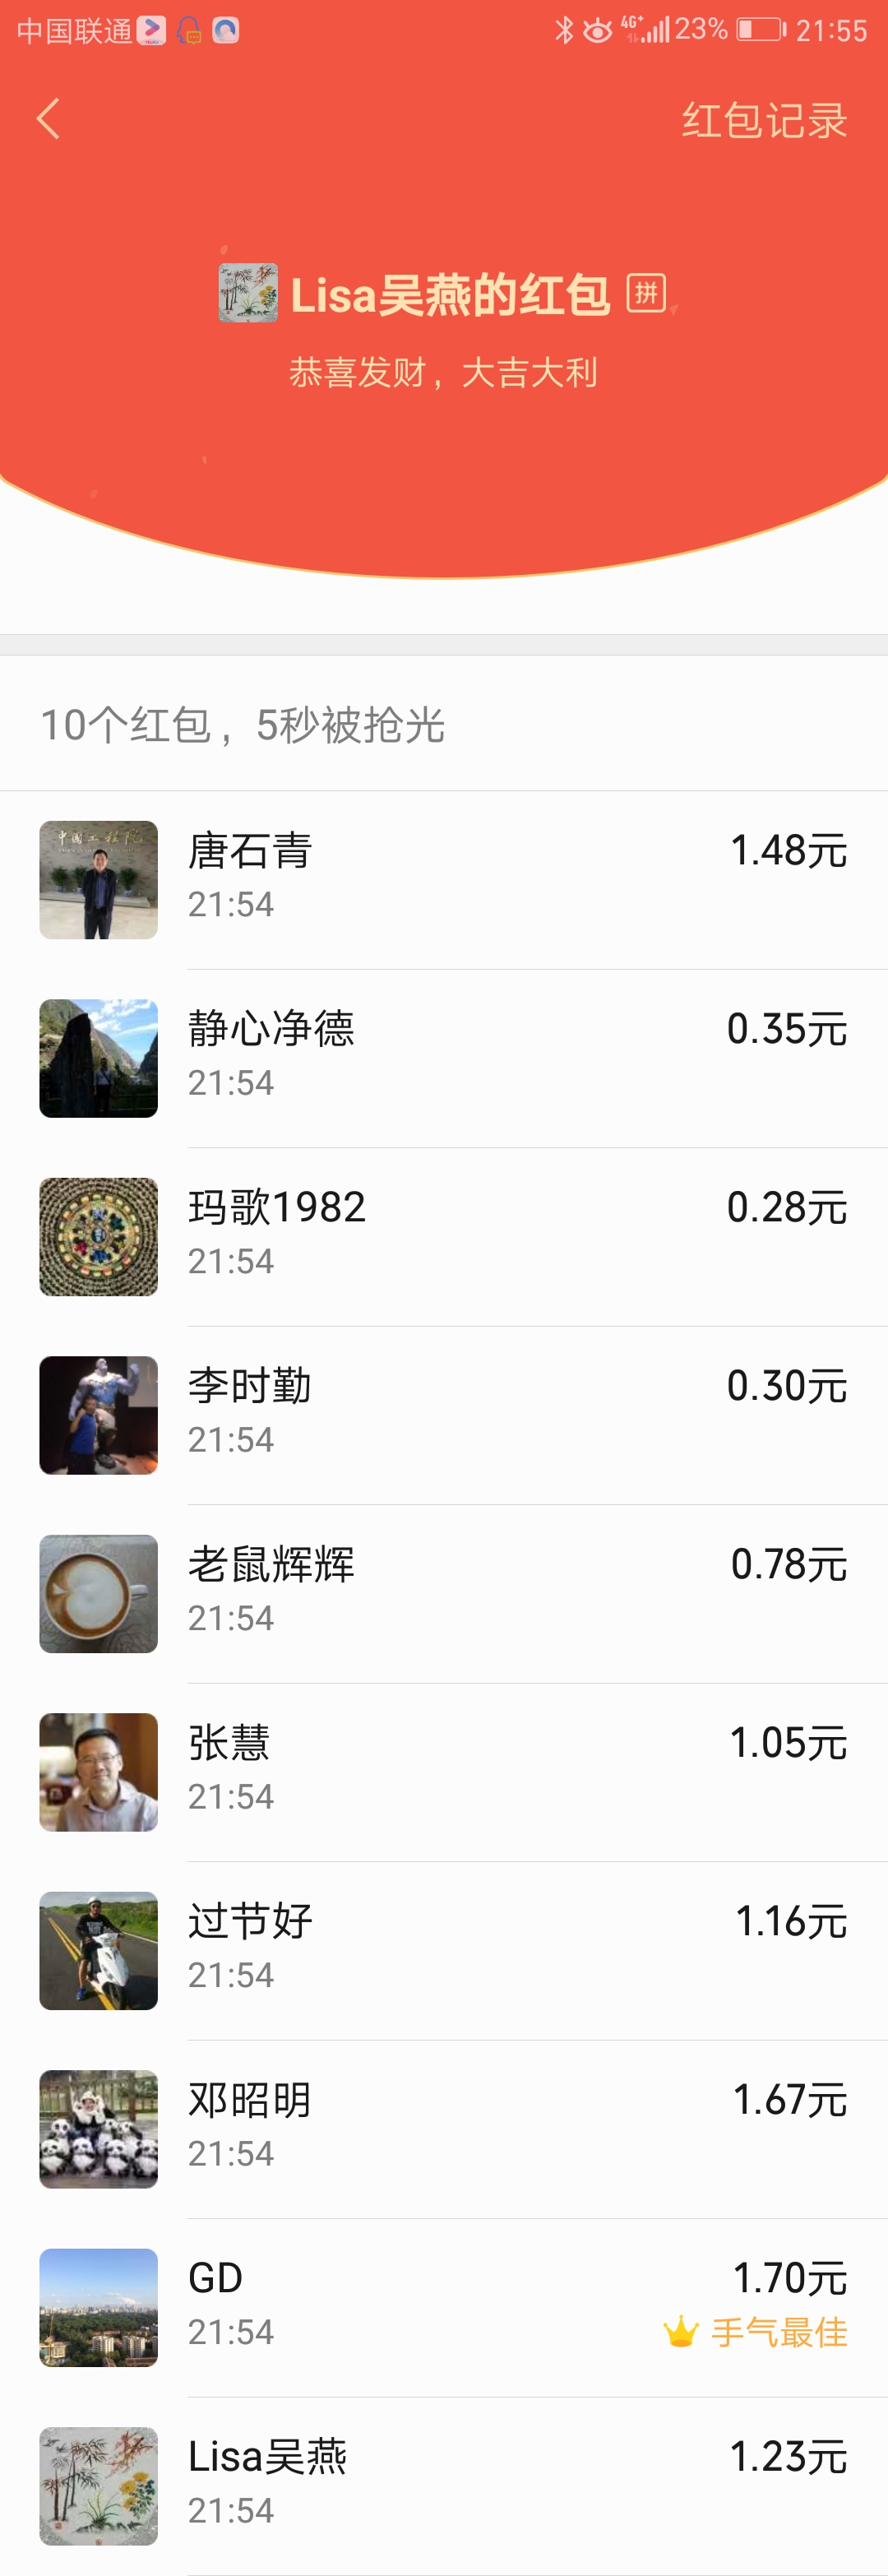 中国联通 4G+ 23% 21:55
红包记录
Lisa吴燕的红包 拼
恭喜发财，大吉大利
10个红包，5秒被抢光
中国工程院
唐石青 1.48元
21:54
静心净德 0.35元
21:54
玛歌1982 0.28元
21:54
李时勤 0.30元
21:54
老鼠辉辉 0.78元
21:54
张慧 1.05元
21:54
过节好 1.16元
21:54
邓昭明 1.67元
21:54
GD 1.70元
21:54 手气最佳
Lisa吴燕 1.23元
21:54